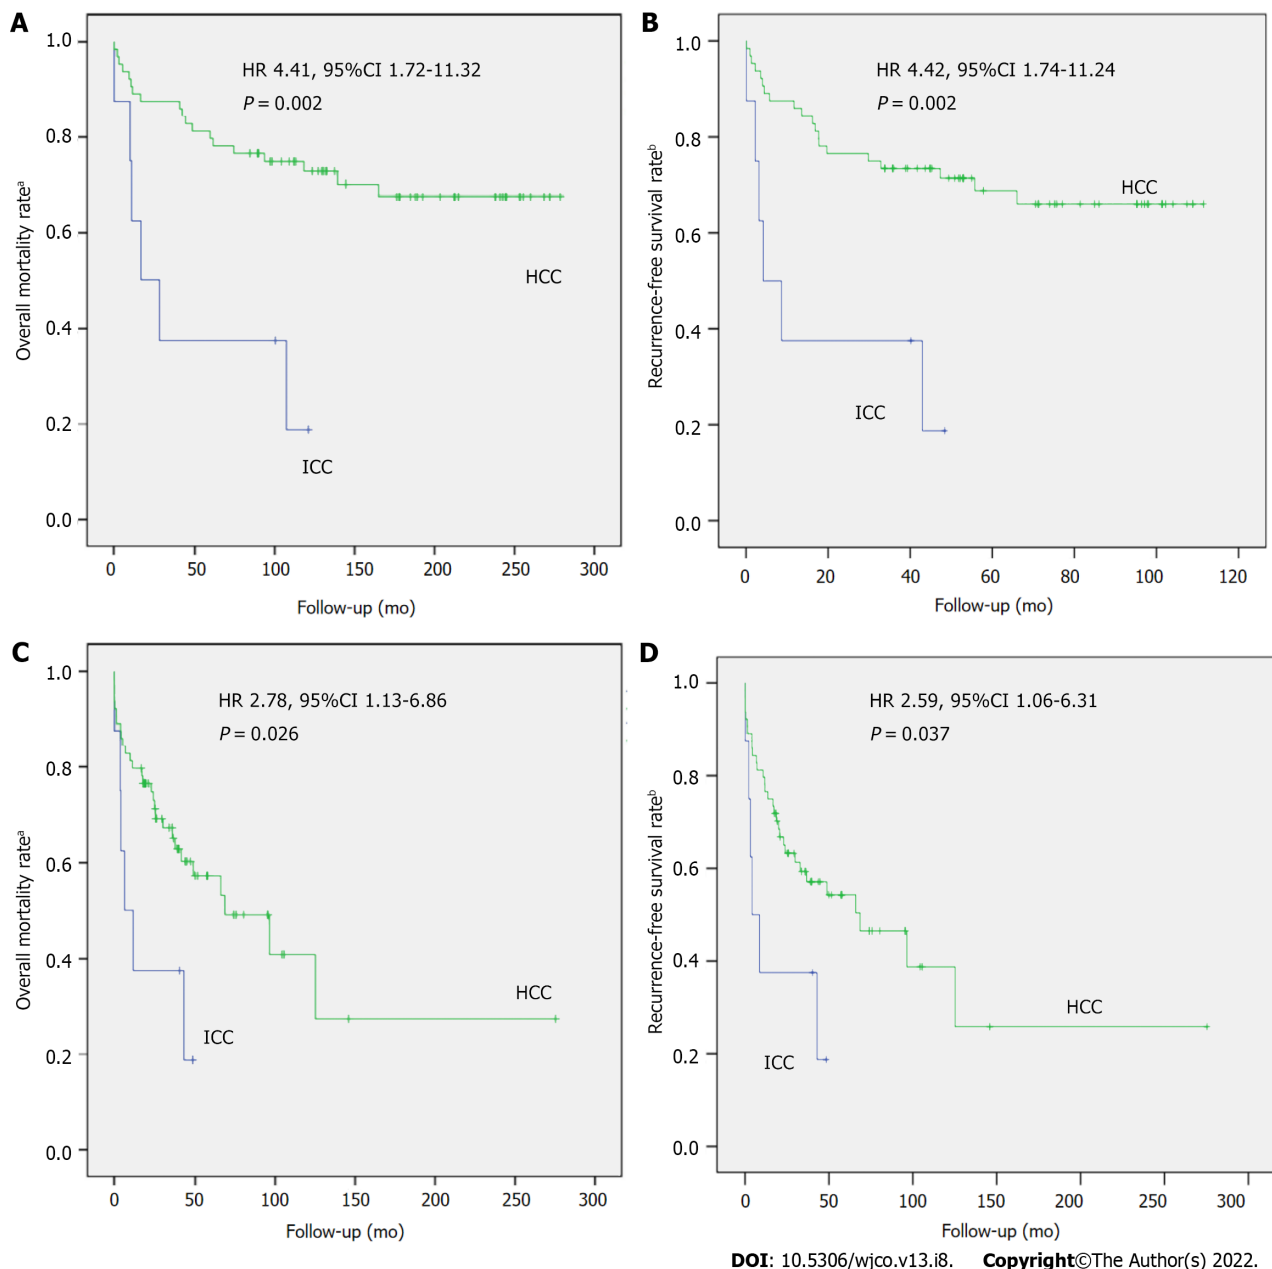 A
1.0
0.8
0.6
0.4
0.2
0.0
Overall mortality rateᵃ
HR 4.41, 95%CI 1.72-11.32
P = 0.002
HCC
ICC
0 50 100 150 200 250 300
Follow-up (mo)
B
1.0
0.8
0.6
0.4
0.2
0.0
Recurrence-free survival rateᵇ
HR 4.42, 95%CI 1.74-11.24
P = 0.002
HCC
ICC
0 20 40 60 80 100 120
Follow-up (mo)
C
1.0
0.8
0.6
0.4
0.2
0.0
Overall mortality rateᵃ
HR 2.78, 95%CI 1.13-6.86
P = 0.026
HCC
ICC
0 50 100 150 200 250 300
Follow-up (mo)
D
1.0
0.8
0.6
0.4
0.2
0.0
Recurrence-free survival rateᵇ
HR 2.59, 95%CI 1.06-6.31
P = 0.037
HCC
ICC
0 50 100 150 200 250 300
Follow-up (mo)
DOI: 10.5306/wjco.v13.i8. Copyright©The Author(s) 2022.